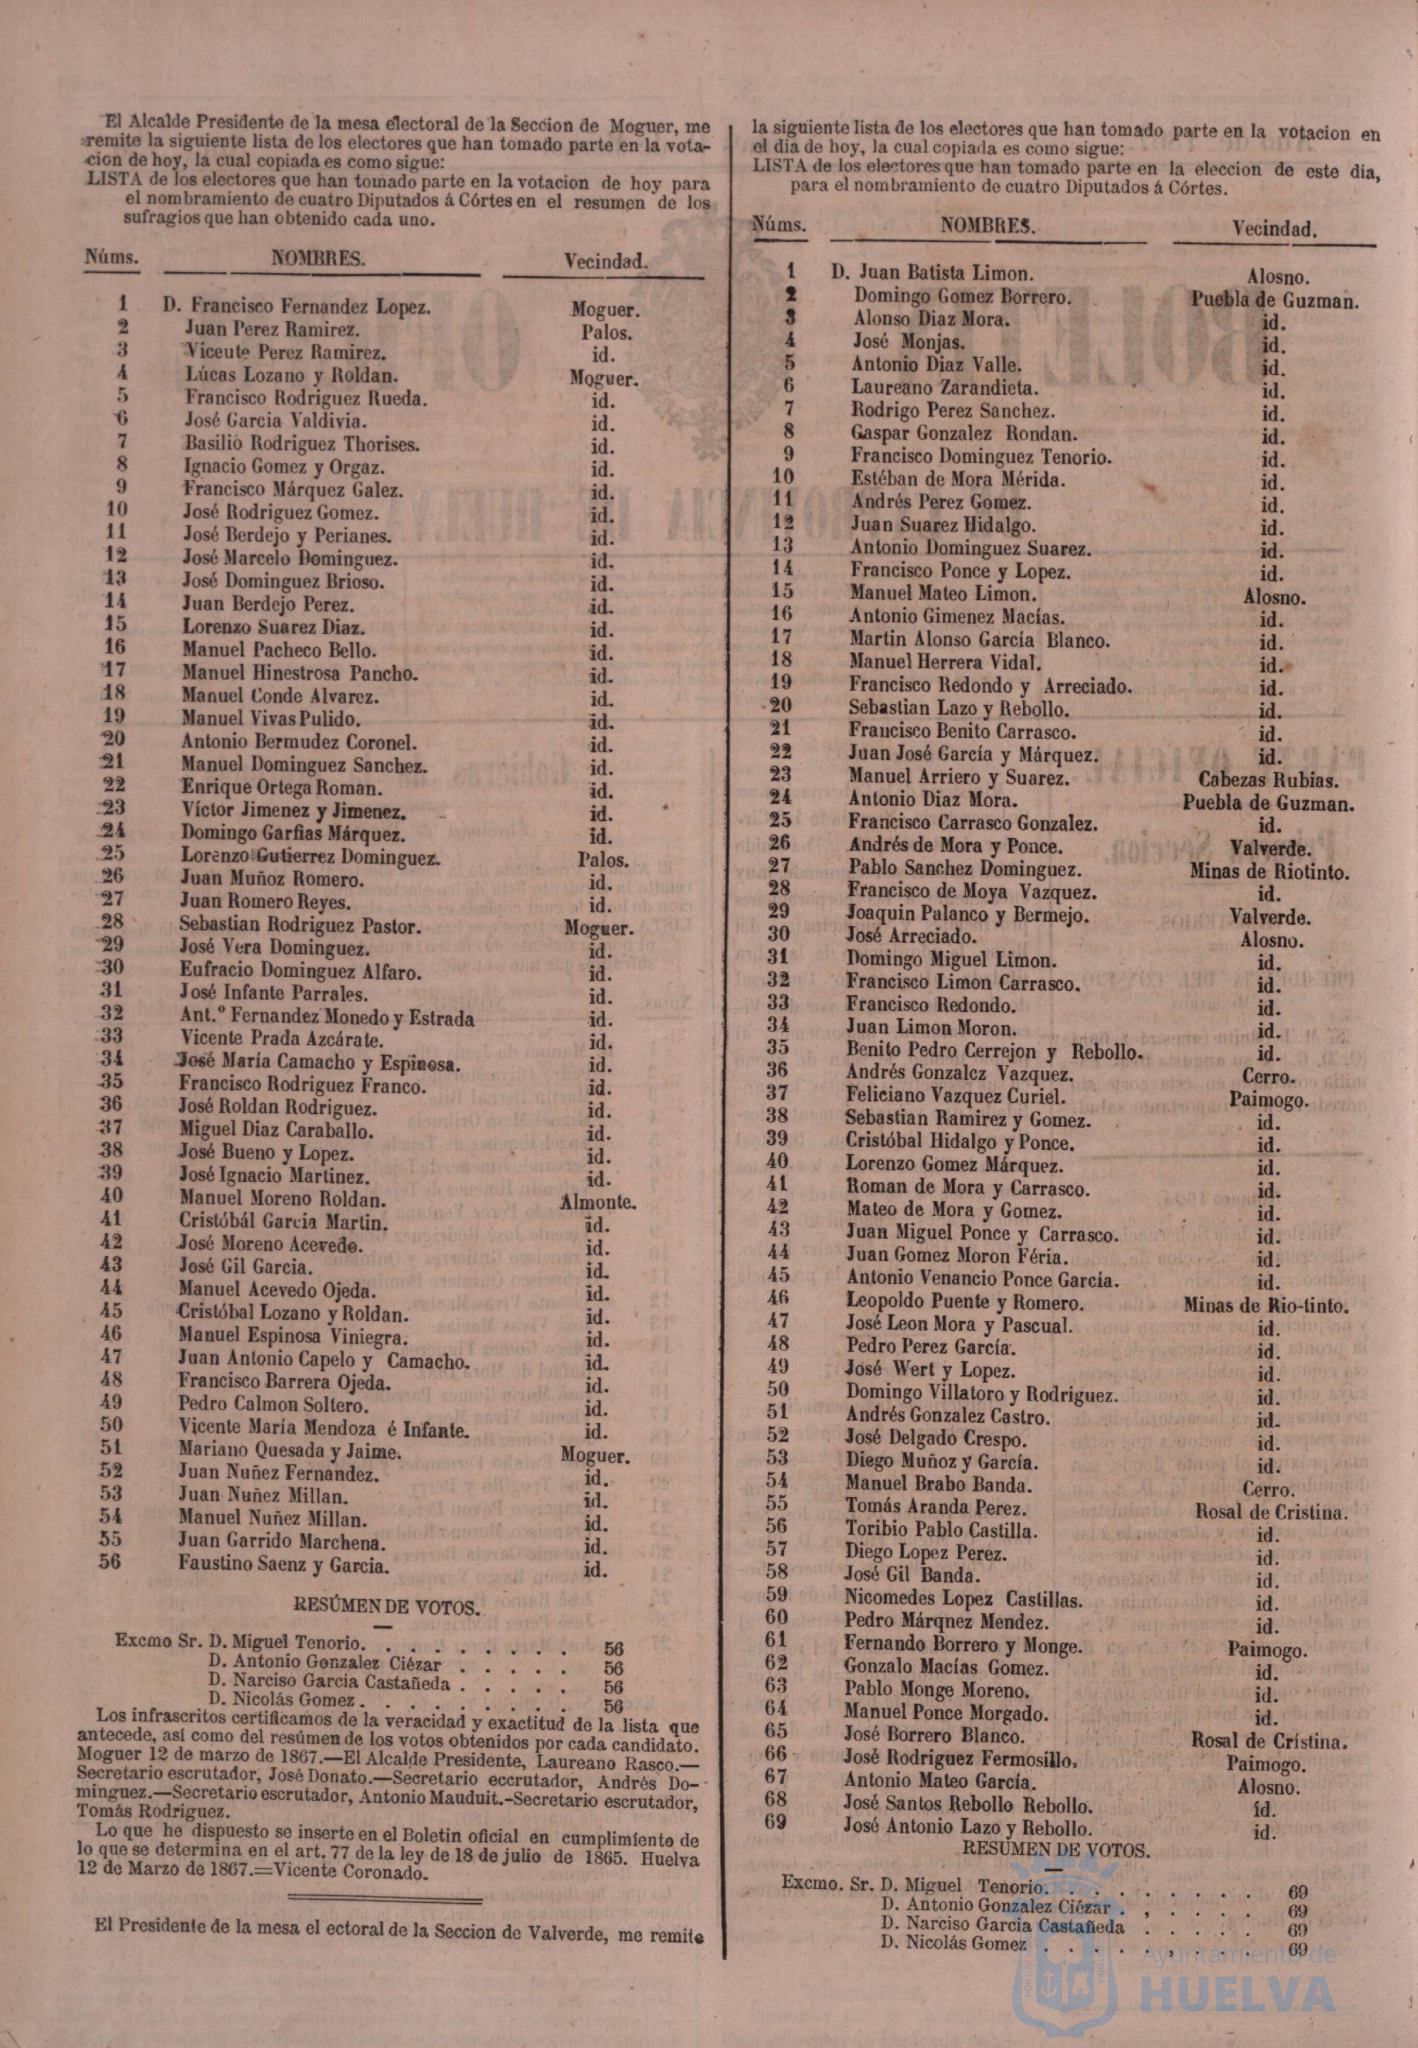 El Alcalde Presidente de la mesa electoral de la Seccion de Moguer, me
remite la siguiente lista de los electores que han tomado parte en la vota-
cion de hoy, la cual copiada es como sigue:
LISTA de los electores que han tomado parte en la votacion de hoy para
el nombramiento de cuatro Diputados á Córtes en el resumen de los
sufragios que han obtenido cada uno.
Núms. NOMBRES. Vecindad.
1 D. Francisco Fernandez Lopez. Moguer.
2 Juan Perez Ramirez. Palos.
3 Viceute Perez Ramirez. id.
4 Lúcas Lozano y Roldan. Moguer.
5 Francisco Rodriguez Rueda. id.
6 José Garcia Valdivia. id.
7 Basilio Rodriguez Thorises. id.
8 Ignacio Gomez y Orgaz. id.
9 Francisco Márquez Galez. id.
10 José Rodriguez Gomez. id.
11 José Berdejo y Perianes. id.
12 José Marcelo Dominguez. id.
13 José Dominguez Brioso. id.
14 Juan Berdejo Perez. id.
15 Lorenzo Suarez Diaz. id.
16 Manuel Pacheco Bello. id.
17 Manuel Hinestrosa Pancho. id.
18 Manuel Conde Alvarez. id.
19 Manuel Vivas Pulido. id.
20 Antonio Bermudez Coronel. id.
21 Manuel Dominguez Sanchez. id.
22 Enrique Ortega Roman. id.
23 Víctor Jimenez y Jimenez. id.
24 Domingo Garfias Márquez. id.
25 Lorenzo Gutierrez Dominguez. Palos.
26 Juan Muñoz Romero. id.
27 Juan Romero Reyes. id.
28 Sebastian Rodriguez Pastor. Moguer.
29 José Vera Dominguez. id.
30 Eufracio Dominguez Alfaro. id.
31 José Infante Parrales. id.
32 Ant.º Fernandez Monedo y Estrada id.
33 Vicente Prada Azcárate. id.
34 José María Camacho y Espinosa. id.
35 Francisco Rodriguez Franco. id.
36 José Roldan Rodriguez. id.
37 Miguel Diaz Caraballo. id.
38 José Bueno y Lopez. id.
39 José Ignacio Martinez. id.
40 Manuel Moreno Roldan. Almonte.
41 Cristóbál Garcia Martin. id.
42 José Moreno Acevedo. id.
43 José Gil Garcia. id.
44 Manuel Acevedo Ojeda. id.
45 Cristóbal Lozano y Roldan. id.
46 Manuel Espinosa Viniegra. id.
47 Juan Antonio Capelo y Camacho. id.
48 Francisco Barrera Ojeda. id.
49 Pedro Calmon Soltero. id.
50 Vicente María Mendoza é Infante. id.
51 Mariano Quesada y Jaime. Moguer.
52 Juan Nuñez Fernandez. id.
53 Juan Nuñez Millan. id.
54 Manuel Nuñez Millan. id.
55 Juan Garrido Marchena. id.
56 Faustino Saenz y Garcia. id.
RESÚMEN DE VOTOS.
Excmo Sr. D. Miguel Tenorio. . . . . . . . . 56
D. Antonio Gonzalez Ciézar . . . . . 56
D. Narciso Garcia Castañeda . . . . . 56
D. Nicolás Gomez . . . . . . . . 56
Los infrascritos certificamos de la veracidad y exactitud de la lista que
antecede, así como del resúmen de los votos obtenidos por cada candidato.
Moguer 12 de marzo de 1867.—El Alcalde Presidente, Laureano Rasco.—
Secretario escrutador, José Donato.—Secretario eccrutador, Andrés Do-
minguez.—Secretario escrutador, Antonio Mauduit.-Secretario escrutador,
Tomás Rodriguez.
Lo que he dispuesto se inserte en el Boletin oficial en cumplimiento de
lo que se determina en el art. 77 de la ley de 18 de julio de 1865. Huelva
12 de Marzo de 1867.=Vicente Coronado.
El Presidente de la mesa el ectoral de la Seccion de Valverde, me remite
la siguiente lista de los electores que han tomado parte en la votacion en
el dia de hoy, la cual copiada es como sigue:
LISTA de los electores que han tomado parte en la eleccion de este dia,
para el nombramiento de cuatro Diputados á Córtes.
Núms. NOMBRES. Vecindad.
1 D. Juan Batista Limon. Alosno.
2 Domingo Gomez Borrero. Puebla de Guzman.
3 Alonso Diaz Mora. id.
4 José Monjas. id.
5 Antonio Diaz Valle. id.
6 Laureano Zarandieta. id.
7 Rodrigo Perez Sanchez. id.
8 Gaspar Gonzalez Rondan. id.
9 Francisco Dominguez Tenorio. id.
10 Estéban de Mora Mérida. id.
11 Andrés Perez Gomez. id.
12 Juan Suarez Hidalgo. id.
13 Antonio Dominguez Suarez. id.
14 Francisco Ponce y Lopez. id.
15 Manuel Mateo Limon. Alosno.
16 Antonio Gimenez Macías. id.
17 Martin Alonso García Blanco. id.
18 Manuel Herrera Vidal. id.
19 Francisco Redondo y Arreciado. id.
20 Sebastian Lazo y Rebollo. id.
21 Francisco Benito Carrasco. id.
22 Juan José García y Márquez. id.
23 Manuel Arriero y Suarez. Cabezas Rubias.
24 Antonio Diaz Mora. Puebla de Guzman.
25 Francisco Carrasco Gonzalez. id.
26 Andrés de Mora y Ponce. Valverde.
27 Pablo Sanchez Dominguez. Minas de Riotinto.
28 Francisco de Moya Vazquez. id.
29 Joaquin Palanco y Bermejo. Valverde.
30 José Arreciado. Alosno.
31 Domingo Miguel Limon. id.
32 Francisco Limon Carrasco. id.
33 Francisco Redondo. id.
34 Juan Limon Moron. id.
35 Benito Pedro Cerrejon y Rebollo. id.
36 Andrés Gonzalez Vazquez. Cerro.
37 Feliciano Vazquez Curiel. Paimogo.
38 Sebastian Ramirez y Gomez. id.
39 Cristóbal Hidalgo y Ponce. id.
40 Lorenzo Gomez Márquez. id.
41 Roman de Mora y Carrasco. id.
42 Mateo de Mora y Gomez. id.
43 Juan Miguel Ponce y Carrasco. id.
44 Juan Gomez Moron Féria. id.
45 Antonio Venancio Ponce García. id.
46 Leopoldo Puente y Romero. Minas de Rio-tinto.
47 José Leon Mora y Pascual. id.
48 Pedro Perez García. id.
49 José Wert y Lopez. id.
50 Domingo Villatoro y Rodriguez. id.
51 Andrés Gonzalez Castro. id.
52 José Delgado Crespo. id.
53 Diego Muñoz y García. id.
54 Manuel Brabo Banda. Cerro.
55 Tomás Aranda Perez. Rosal de Cristina.
56 Toribio Pablo Castilla. id.
57 Diego Lopez Perez. id.
58 José Gil Banda. id.
59 Nicomedes Lopez Castillas. id.
60 Pedro Márqnez Mendez. id.
61 Fernando Borrero y Monge. Paimogo.
62 Gonzalo Macías Gomez. id.
63 Pablo Monge Moreno. id.
64 Manuel Ponce Morgado. id.
65 José Borrero Blanco. Rosal de Crístina.
66 José Rodriguez Fermosillo. Paimogo.
67 Antonio Mateo García. Alosno.
68 José Santos Rebollo Rebollo. id.
69 José Antonio Lazo y Rebollo. id.
RESUMEN DE VOTOS.
Excmo. Sr. D. Miguel Tenorio. . . . . . . . . 69
D. Antonio Gonzalez Ciézar . . . . . . 69
D. Narciso Garcia Castañeda . . . . . 69
D. Nicolás Gomez . . . . . . . . . 69
Ayuntamiento de
HUELVA